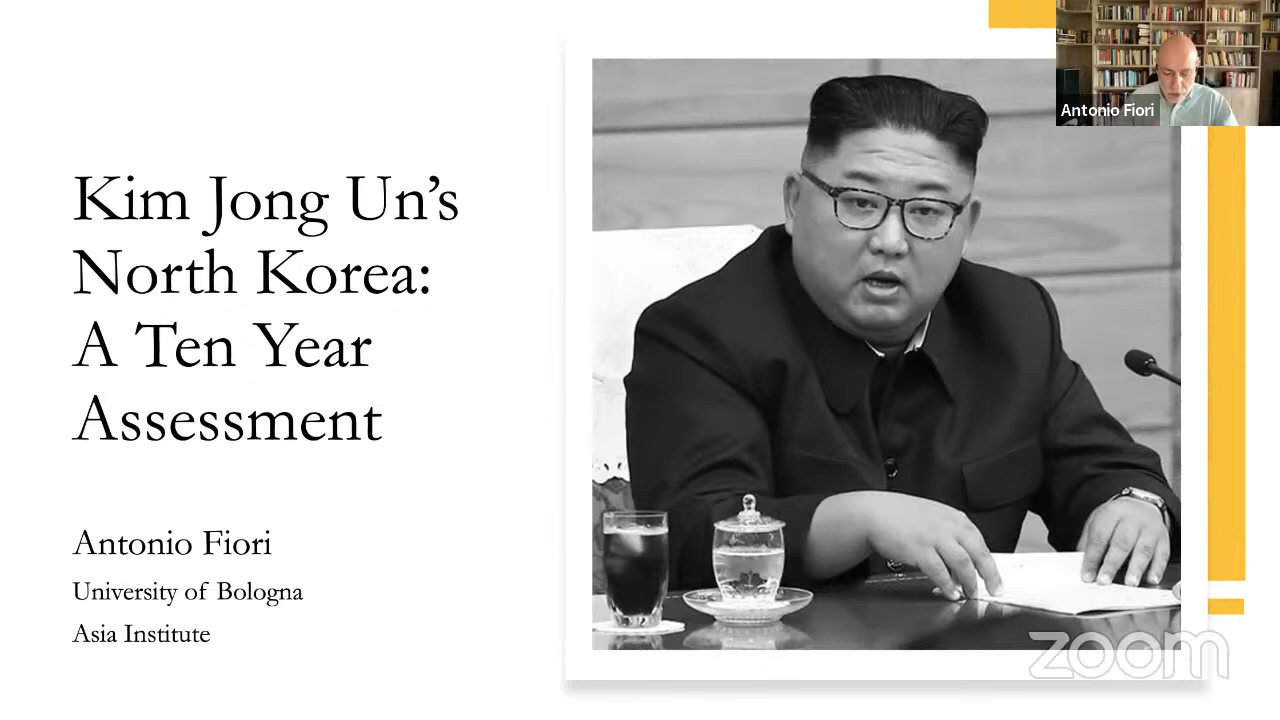 Kim Jong Un’s
North Korea:
A Ten Year
Assessment
Antonio Fiori
University of Bologna
Asia Institute
Antonio Fiori
zoom